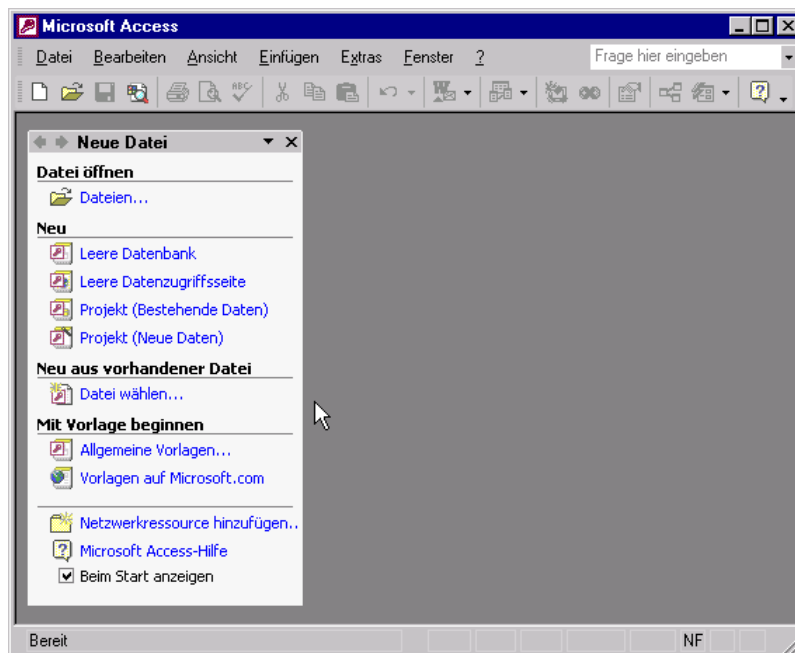 Microsoft Access
Datei Bearbeiten Ansicht Einfügen Extras Fenster ? Frage hier eingeben
ABC
Neue Datei
Datei öffnen
Dateien...
Neu
Leere Datenbank
Leere Datenzugriffsseite
Projekt (Bestehende Daten)
Projekt (Neue Daten)
Neu aus vorhandener Datei
Datei wählen...
Mit Vorlage beginnen
Allgemeine Vorlagen...
Vorlagen auf Microsoft.com
Netzwerkressource hinzufügen..
Microsoft Access-Hilfe
Beim Start anzeigen
Bereit NF